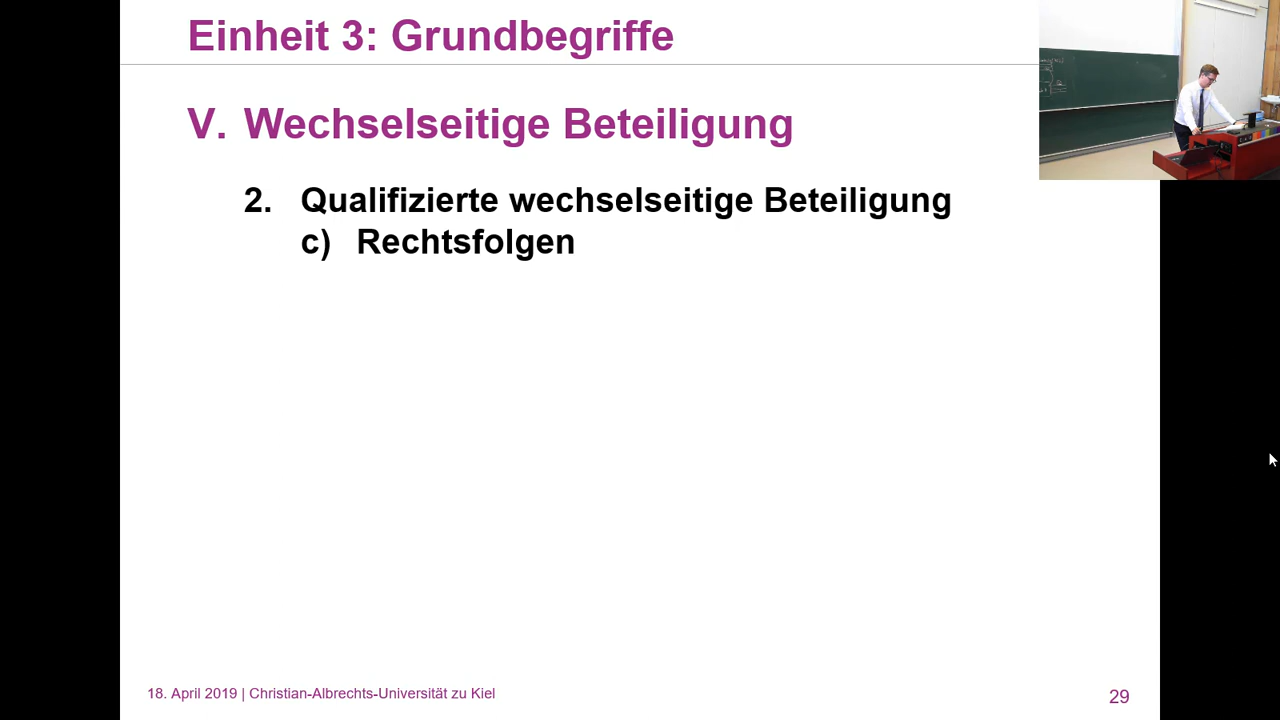 Einheit 3: Grundbegriffe
V. Wechselseitige Beteiligung
2. Qualifizierte wechselseitige Beteiligung
c) Rechtsfolgen
18. April 2019 | Christian-Albrechts-Universität zu Kiel
29